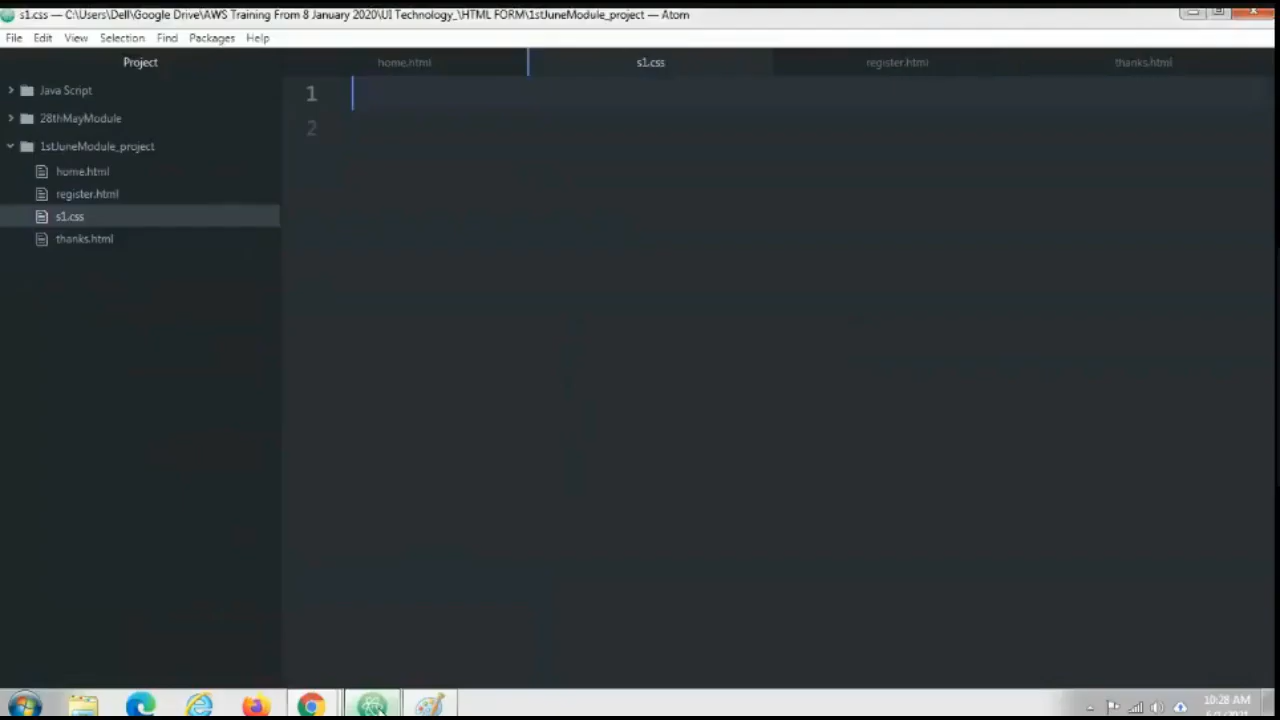 s1.css — C:\Users\Dell\Google Drive\AWS Training From 8 January 2020\UI Technology_\HTML FORM\1stJuneModule_project — Atom
File Edit View Selection Find Packages Help
Project
home.html s1.css register.html thanks.html
Java Script
28thMayModule
1stJuneModule_project
home.html
register.html
s1.css
thanks.html
1
2
10:28 AM